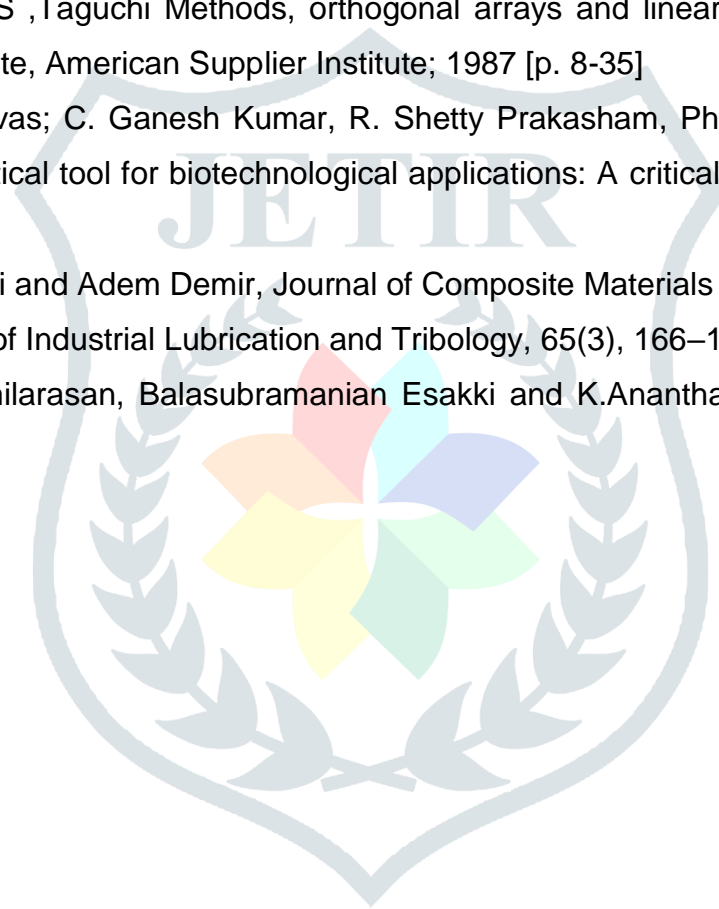 S ,Taguchi Methods, orthogonal arrays and linear
te, American Supplier Institute; 1987 [p. 8-35]
vas; C. Ganesh Kumar, R. Shetty Prakasham, Ph
tical tool for biotechnological applications: A critical
JETIR
i and Adem Demir, Journal of Composite Materials
of Industrial Lubrication and Tribology, 65(3), 166–1
nilarasan, Balasubramanian Esakki and K.Anantha